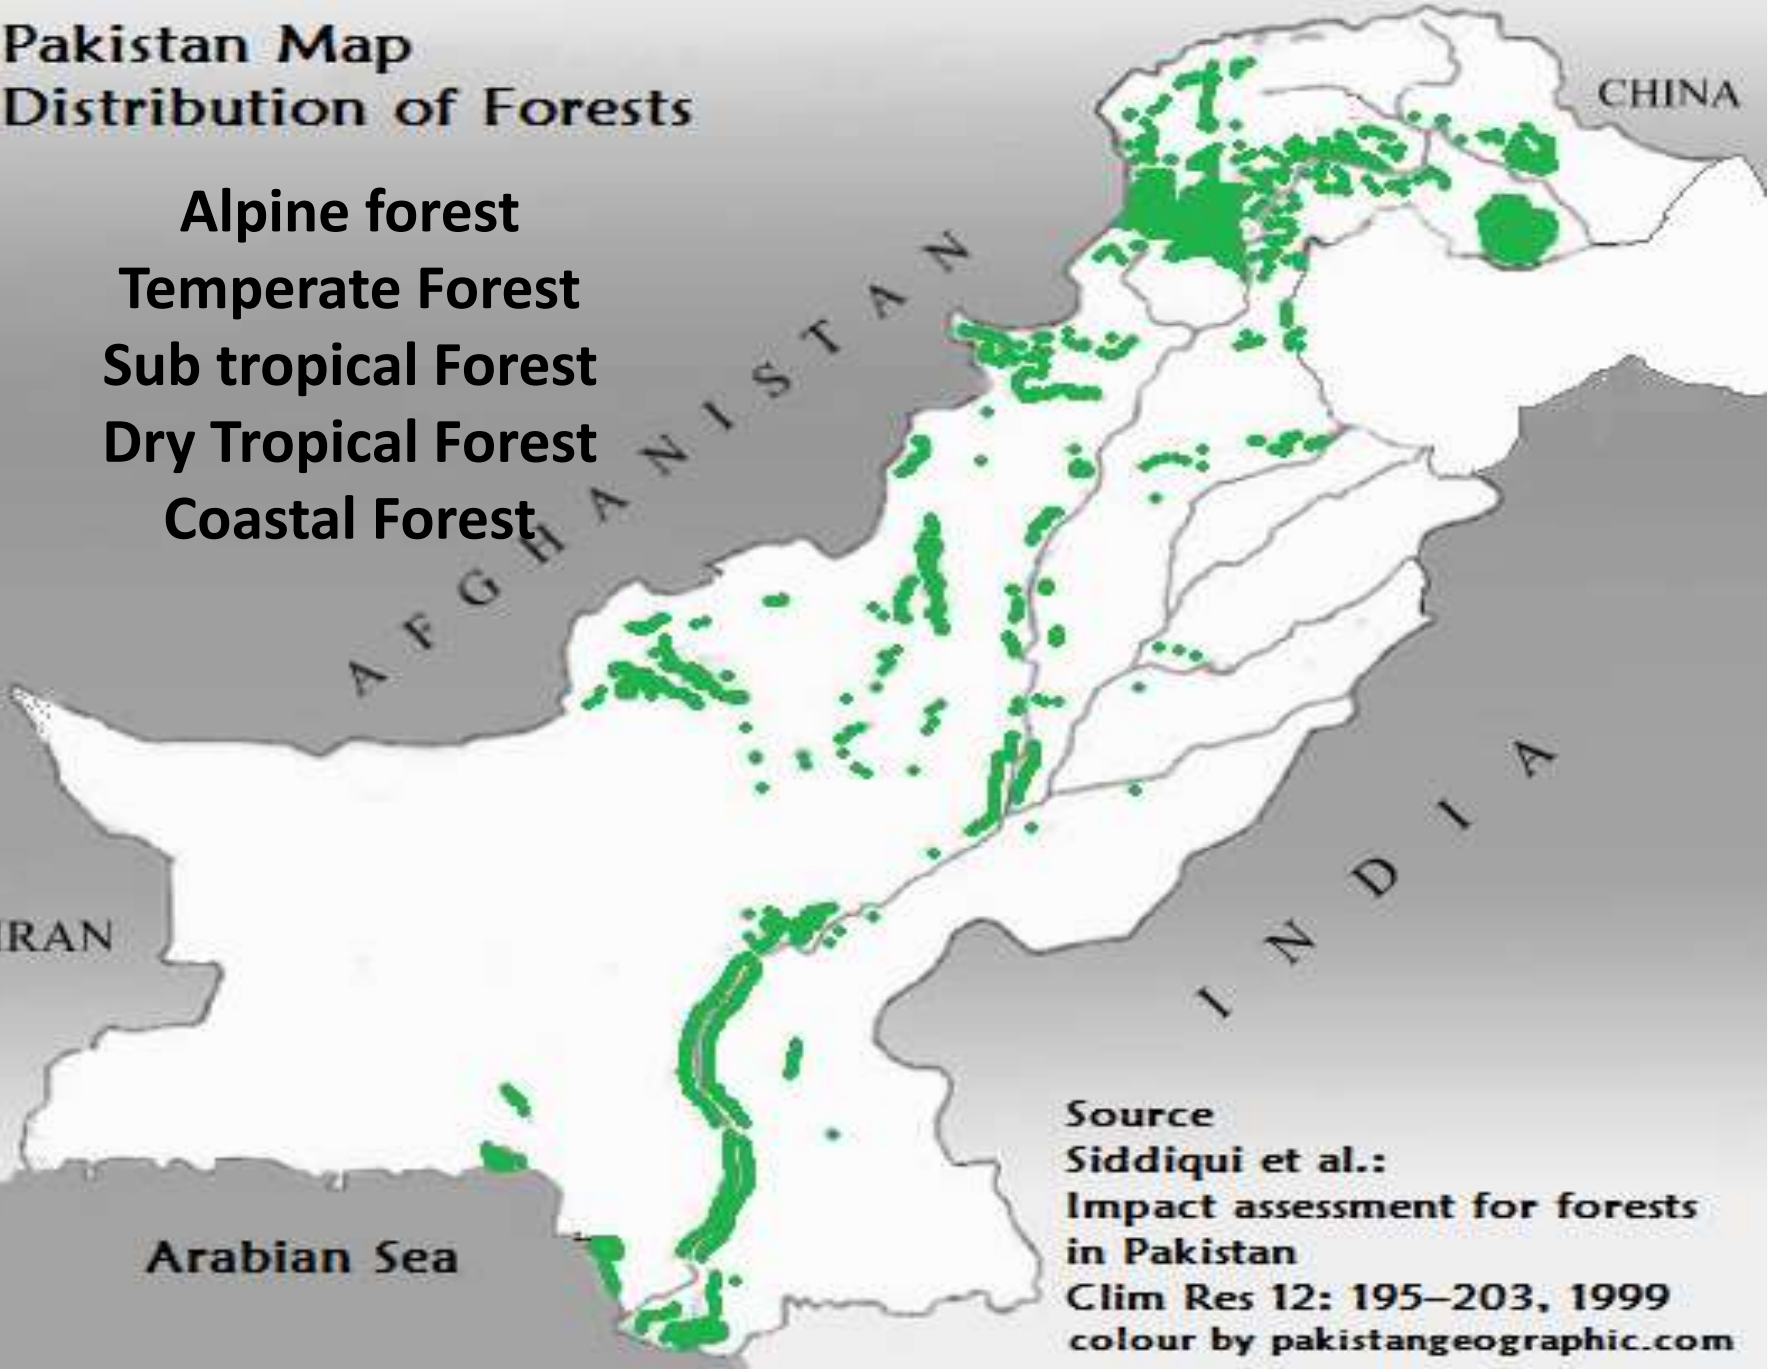 Pakistan Map
Distribution of Forests
Alpine forest
Temperate Forest
Sub tropical Forest
Dry Tropical Forest
Coastal Forest
CHINA
AFGHANISTAN
INDIA
IRAN
Arabian Sea
Source
Siddiqui et al.:
Impact assessment for forests
in Pakistan
Clim Res 12: 195–203, 1999
colour by pakistangeographic.com